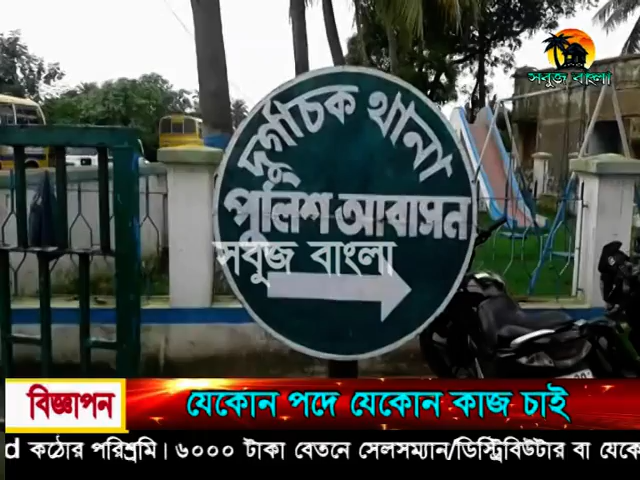 সবুজ বাংলা
দুর্গাচক থানা
পুলিশ আবাসন
সবুজ বাংলা
বিজ্ঞাপন
যেকোন পদে যেকোন কাজ চাই
d কঠোর পরিশ্রমি। ৬০০০ টাকা বেতনে সেলসম্যান/ডিস্ট্রিবিউটার বা যেকো